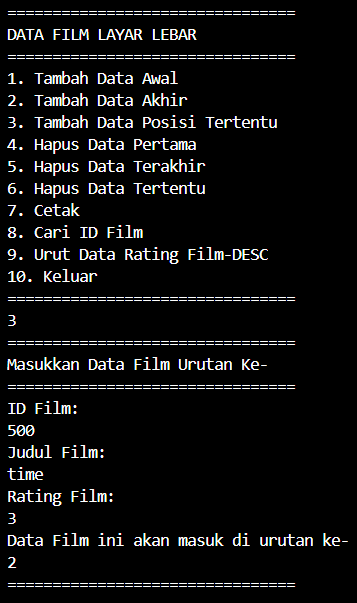 ================================
DATA FILM LAYAR LEBAR
================================
1. Tambah Data Awal
2. Tambah Data Akhir
3. Tambah Data Posisi Tertentu
4. Hapus Data Pertama
5. Hapus Data Terakhir
6. Hapus Data Tertentu
7. Cetak
8. Cari ID Film
9. Urut Data Rating Film-DESC
10. Keluar
================================
3
================================
Masukkan Data Film Urutan Ke-
================================
ID Film:
500
Judul Film:
time
Rating Film:
3
Data Film ini akan masuk di urutan ke-
2
================================